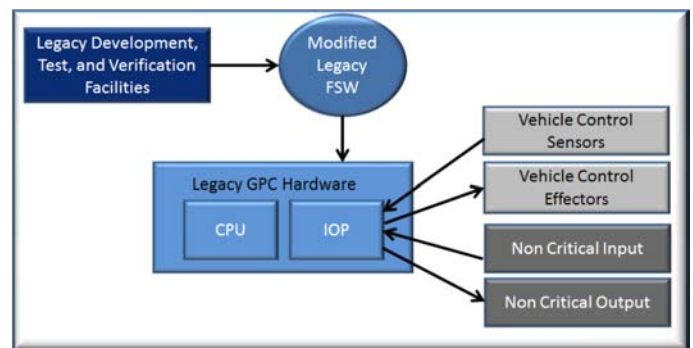 Legacy Development,
Test, and Verification
Facilities
Modified
Legacy
FSW
Vehicle Control
Sensors
Legacy GPC Hardware
Vehicle Control
Effectors
CPU
IOP
Non Critical Input
Non Critical Output